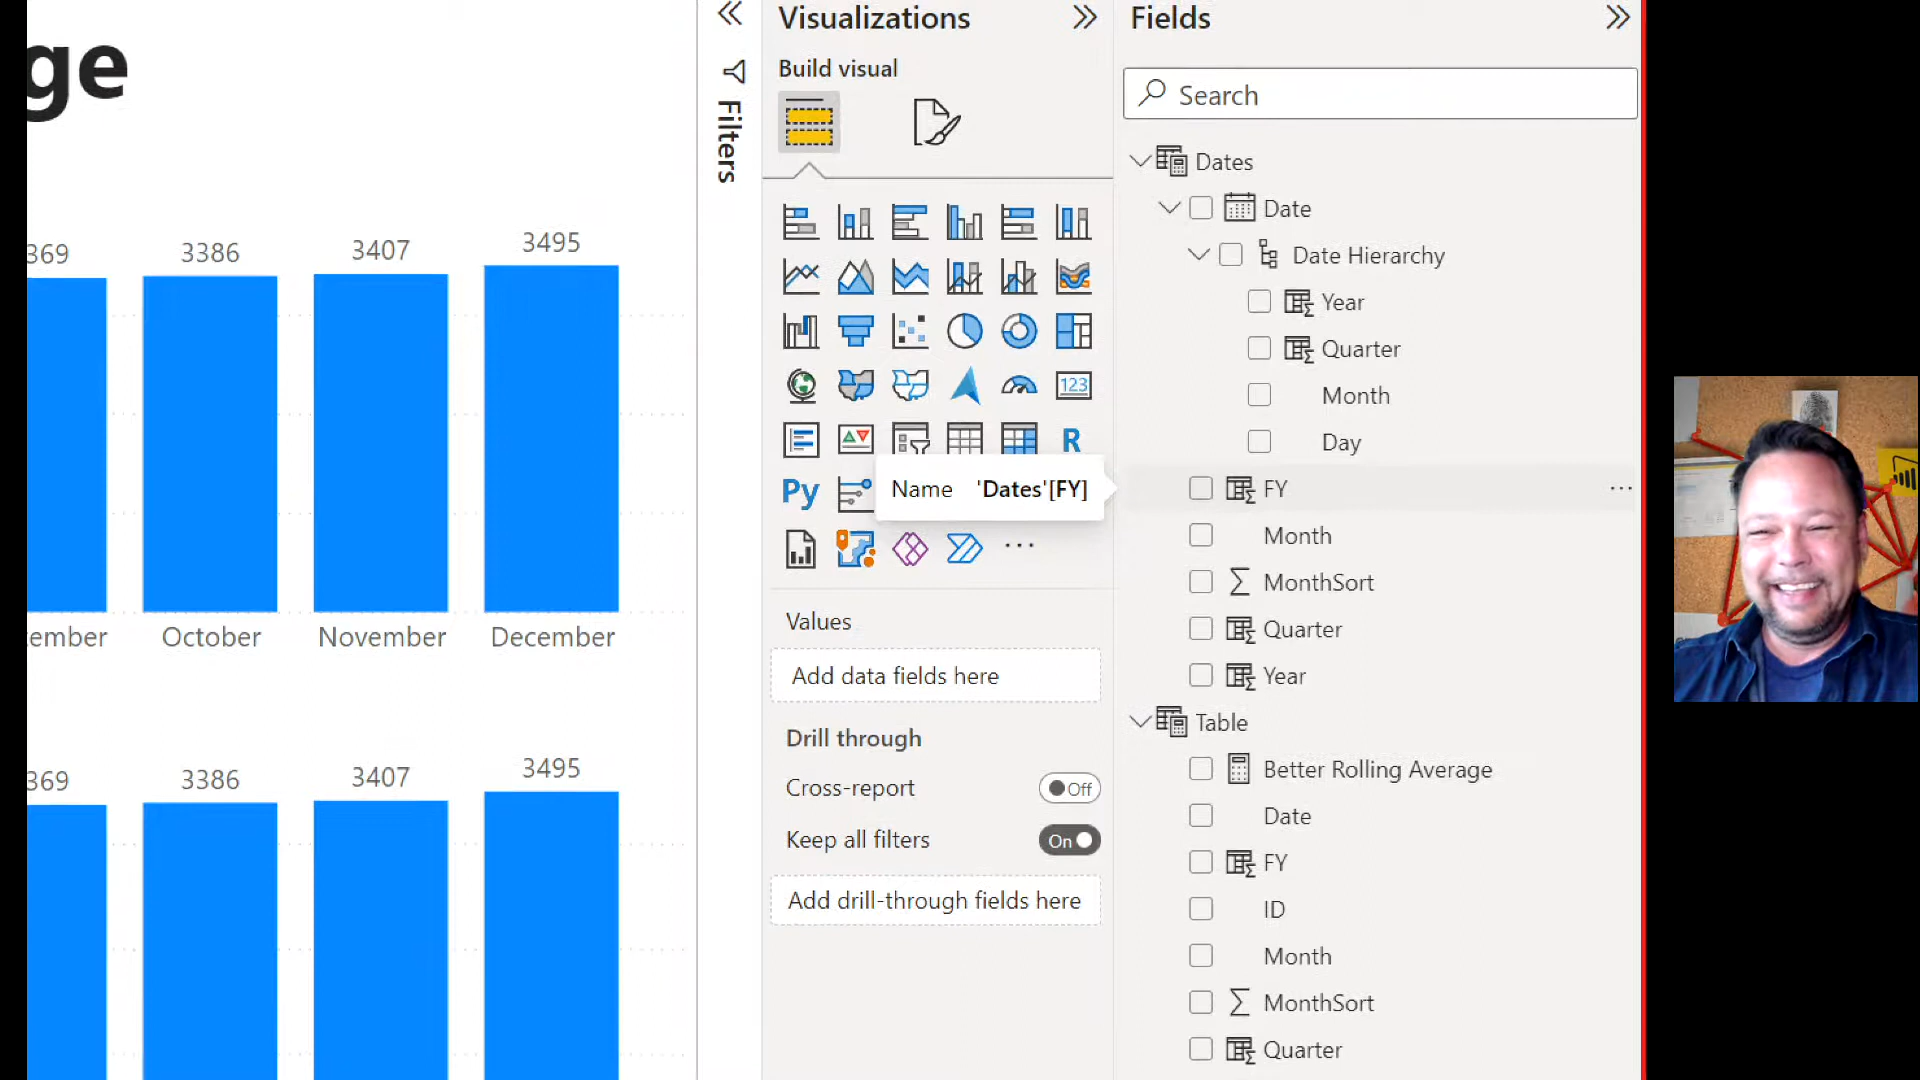 ge
369
3386
3407
3495
ember
October
November
December
369
3386
3407
3495
Filters
Visualizations
Build visual
123
R
Py
Name 'Dates'[FY]
...
Values
Add data fields here
Drill through
Cross-report
Off
Keep all filters
On
Add drill-through fields here
Fields
Search
Dates
Date
Date Hierarchy
Year
Quarter
Month
Day
FY
...
Month
MonthSort
Quarter
Year
Table
Better Rolling Average
Date
FY
ID
Month
MonthSort
Quarter